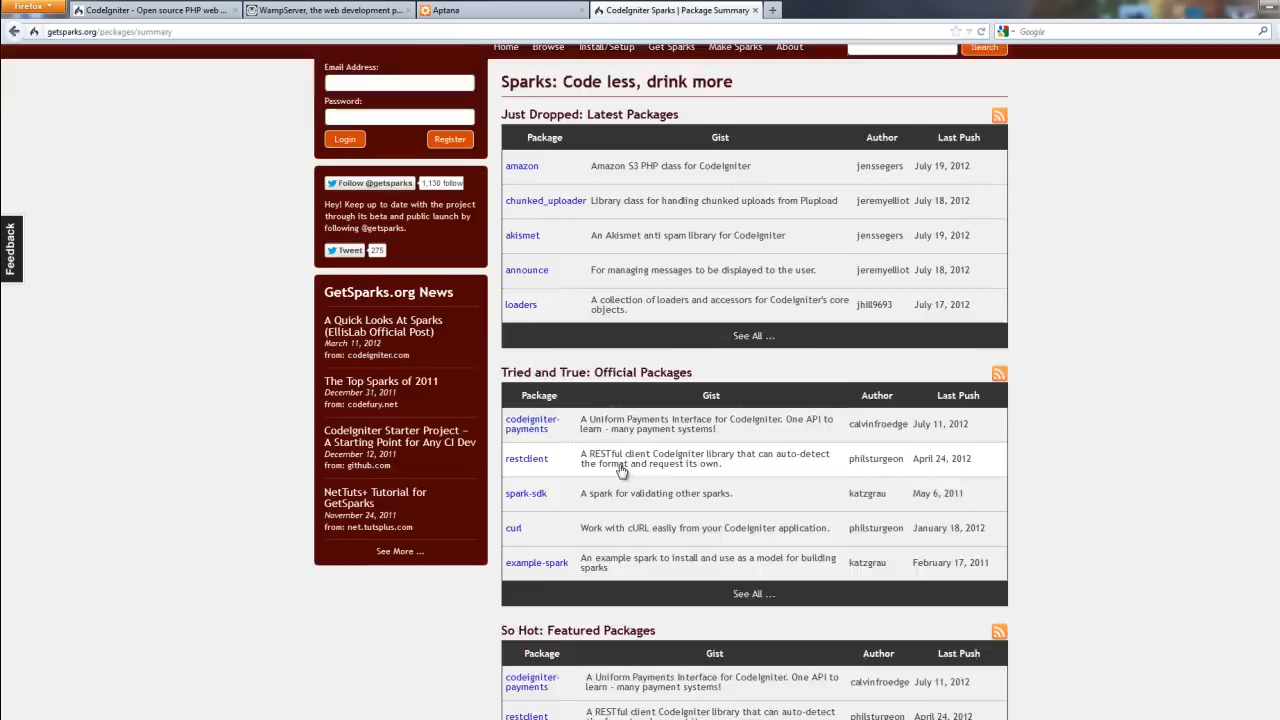 Firefox
CodeIgniter - Open source PHP web ...
WampServer, the web development p...
Aptana
CodeIgniter Sparks | Package Summary
getsparks.org/packages/summary
Google
Home Browse Install/Setup Get Sparks Make Sparks About
Search
Email Address:
Password:
Login
Register
Follow @getsparks
1,130 follow
Hey! Keep up to date with the project
through its beta and public launch by
following @getsparks.
Tweet
275
GetSparks.org News
A Quick Looks At Sparks
(EllisLab Official Post)
March 11, 2012
from: codeigniter.com
The Top Sparks of 2011
December 31, 2011
from: codefury.net
CodeIgniter Starter Project –
A Starting Point for Any CI Dev
December 12, 2011
from: github.com
NetTuts+ Tutorial for
GetSparks
November 24, 2011
from: net.tutsplus.com
See More ...
Feedback
Sparks: Code less, drink more
Just Dropped: Latest Packages
Package Gist Author Last Push
amazon Amazon S3 PHP class for CodeIgniter jenssegers July 19, 2012
chunked_uploader Library class for handling chunked uploads from Plupload jeremyelliot July 18, 2012
akismet An Akismet anti spam library for CodeIgniter jenssegers July 19, 2012
announce For managing messages to be displayed to the user. jeremyelliot July 18, 2012
loaders A collection of loaders and accessors for CodeIgniter's core objects. jhill9693 July 17, 2012
See All ...
Tried and True: Official Packages
Package Gist Author Last Push
codeigniter-payments A Uniform Payments Interface for CodeIgniter. One API to learn - many payment systems! calvinfroedge July 11, 2012
restclient A RESTful client CodeIgniter library that can auto-detect the format and request its own. philsturgeon April 24, 2012
spark-sdk A spark for validating other sparks. katzgrau May 6, 2011
curl Work with cURL easily from your CodeIgniter application. philsturgeon January 18, 2012
example-spark An example spark to install and use as a model for building sparks katzgrau February 17, 2011
See All ...
So Hot: Featured Packages
Package Gist Author Last Push
codeigniter-payments A Uniform Payments Interface for CodeIgniter. One API to learn - many payment systems! calvinfroedge July 11, 2012
restclient A RESTful client CodeIgniter library that can auto-detect philsturgeon April 24, 2012